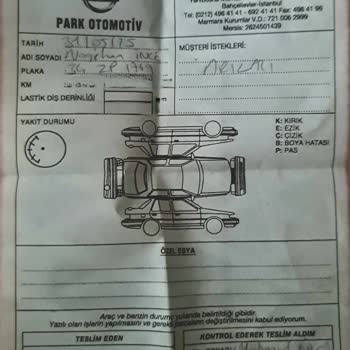 PARK OTOMOTİV
Bahçelievler-İstanbul
Tel: (0212) 496 41 41 - 692 41 41 Fax: 496 41 99
Marmara Kurumlar V.D.: 721 006 2999
Mersis: 2624501439
TARİH
ADI SOYADI
PLAKA 34
KM
LASTİK DİŞ DERİNLİĞİ
MÜŞTERİ İSTEKLERİ:
YAKIT DURUMU
K: KIRIK
E: EZİK
Ç: ÇİZİK
B: BOYA HATASI
P: PAS
ÖZEL EŞYA
Araç ve benzin durumu yukarıda belirtildiği gibidir.
Yazılı olan işlerin yapılmasını ve gerekli parçaların değiştirilmesini kabul ediyorum.
TESLİM EDEN
KONTROL EDEREK TESLİM ALDIM